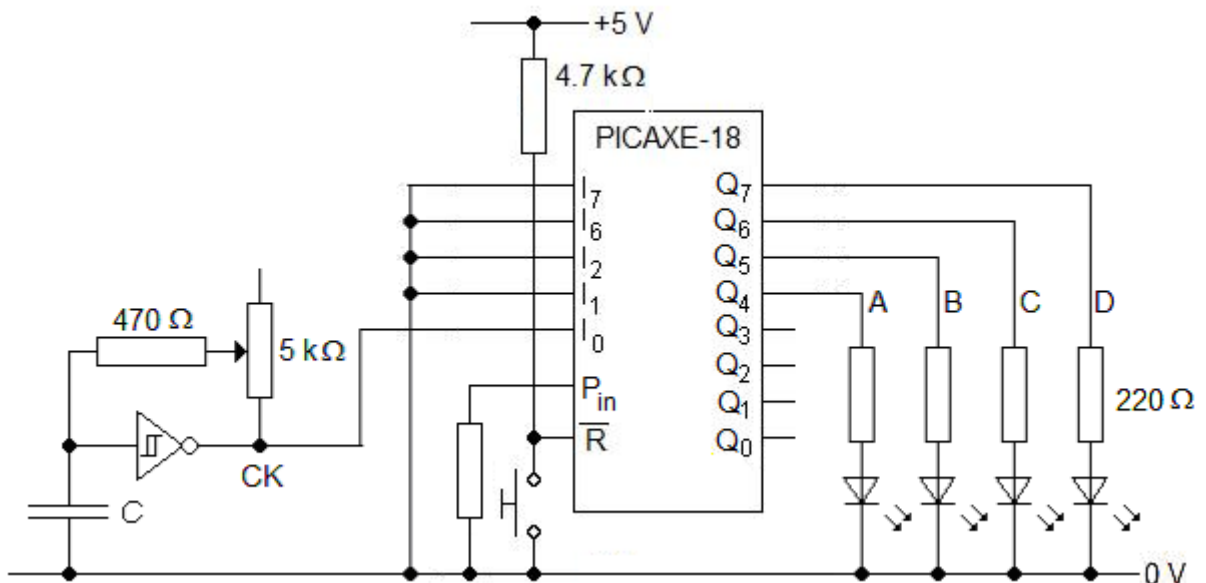 +5 V
4.7 kΩ
PICAXE-18
I7
Q7
I6
Q6
I2
Q5
I1
Q4
A
B
C
D
470 Ω
5 kΩ
I0
Q3
Q2
Pin
Q1
220 Ω
R
Q0
CK
C
0 V